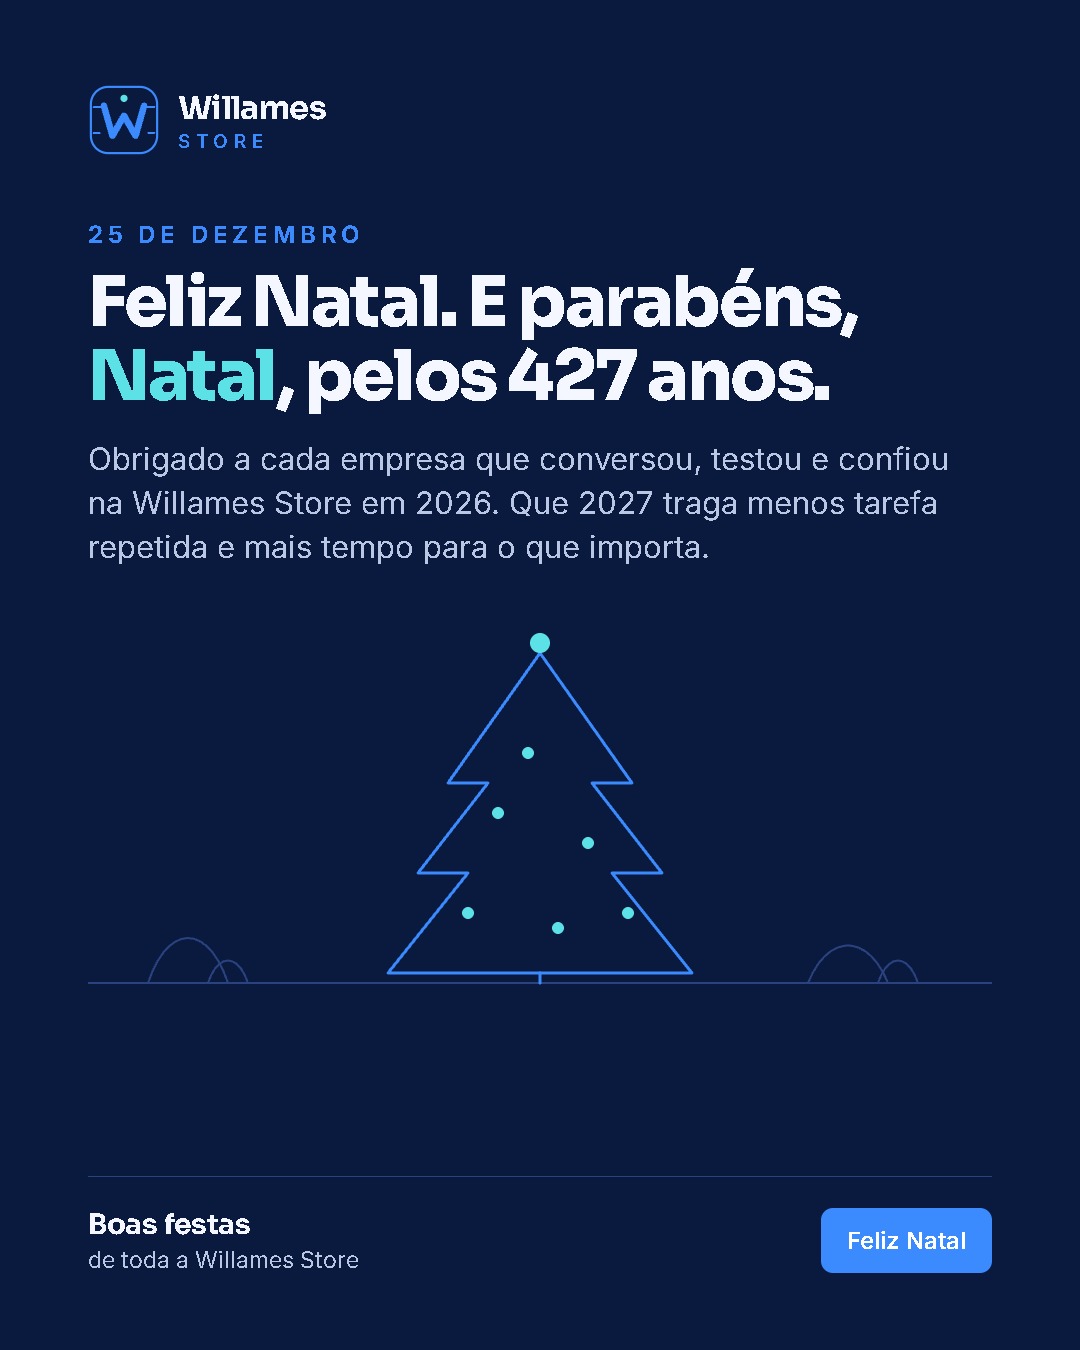 W
Willames
STORE
25 DE DEZEMBRO
Feliz Natal. E parabéns,
Natal, pelos 427 anos.
Obrigado a cada empresa que conversou, testou e confiou
na Willames Store em 2026. Que 2027 traga menos tarefa
repetida e mais tempo para o que importa.
Boas festas
de toda a Willames Store
Feliz Natal